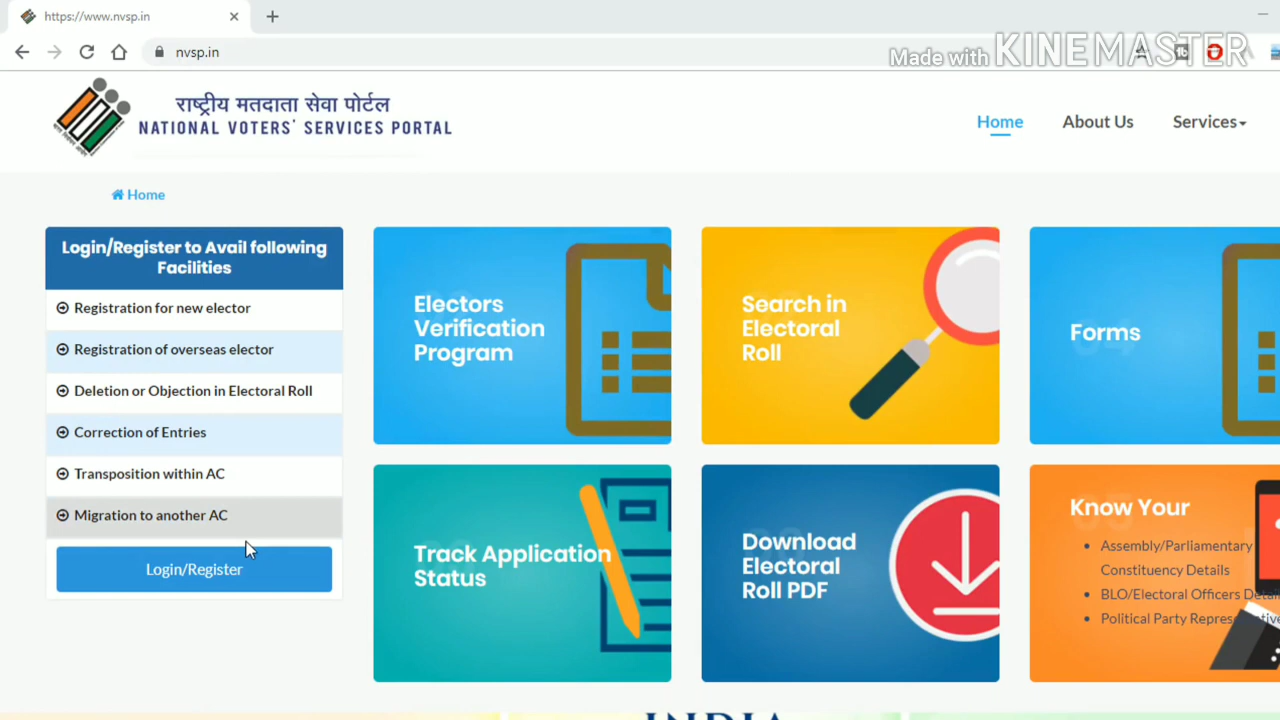 https://www.nvsp.in
nvsp.in
Made with KINEMASTER
राष्ट्रीय मतदाता सेवा पोर्टल
NATIONAL VOTERS' SERVICES PORTAL
Home
About Us
Services
Home
Login/Register to Avail following
Facilities
Registration for new elector
Registration of overseas elector
Deletion or Objection in Electoral Roll
Correction of Entries
Transposition within AC
Migration to another AC
Login/Register
Electors
Verification
Program
Search in
Electoral
Roll
Forms
Track Application
Status
Download
Electoral
Roll PDF
Know Your
Assembly/Parliamentary
Constituency Details
BLO/Electoral Officers Details
Political Party Representative
INDIA